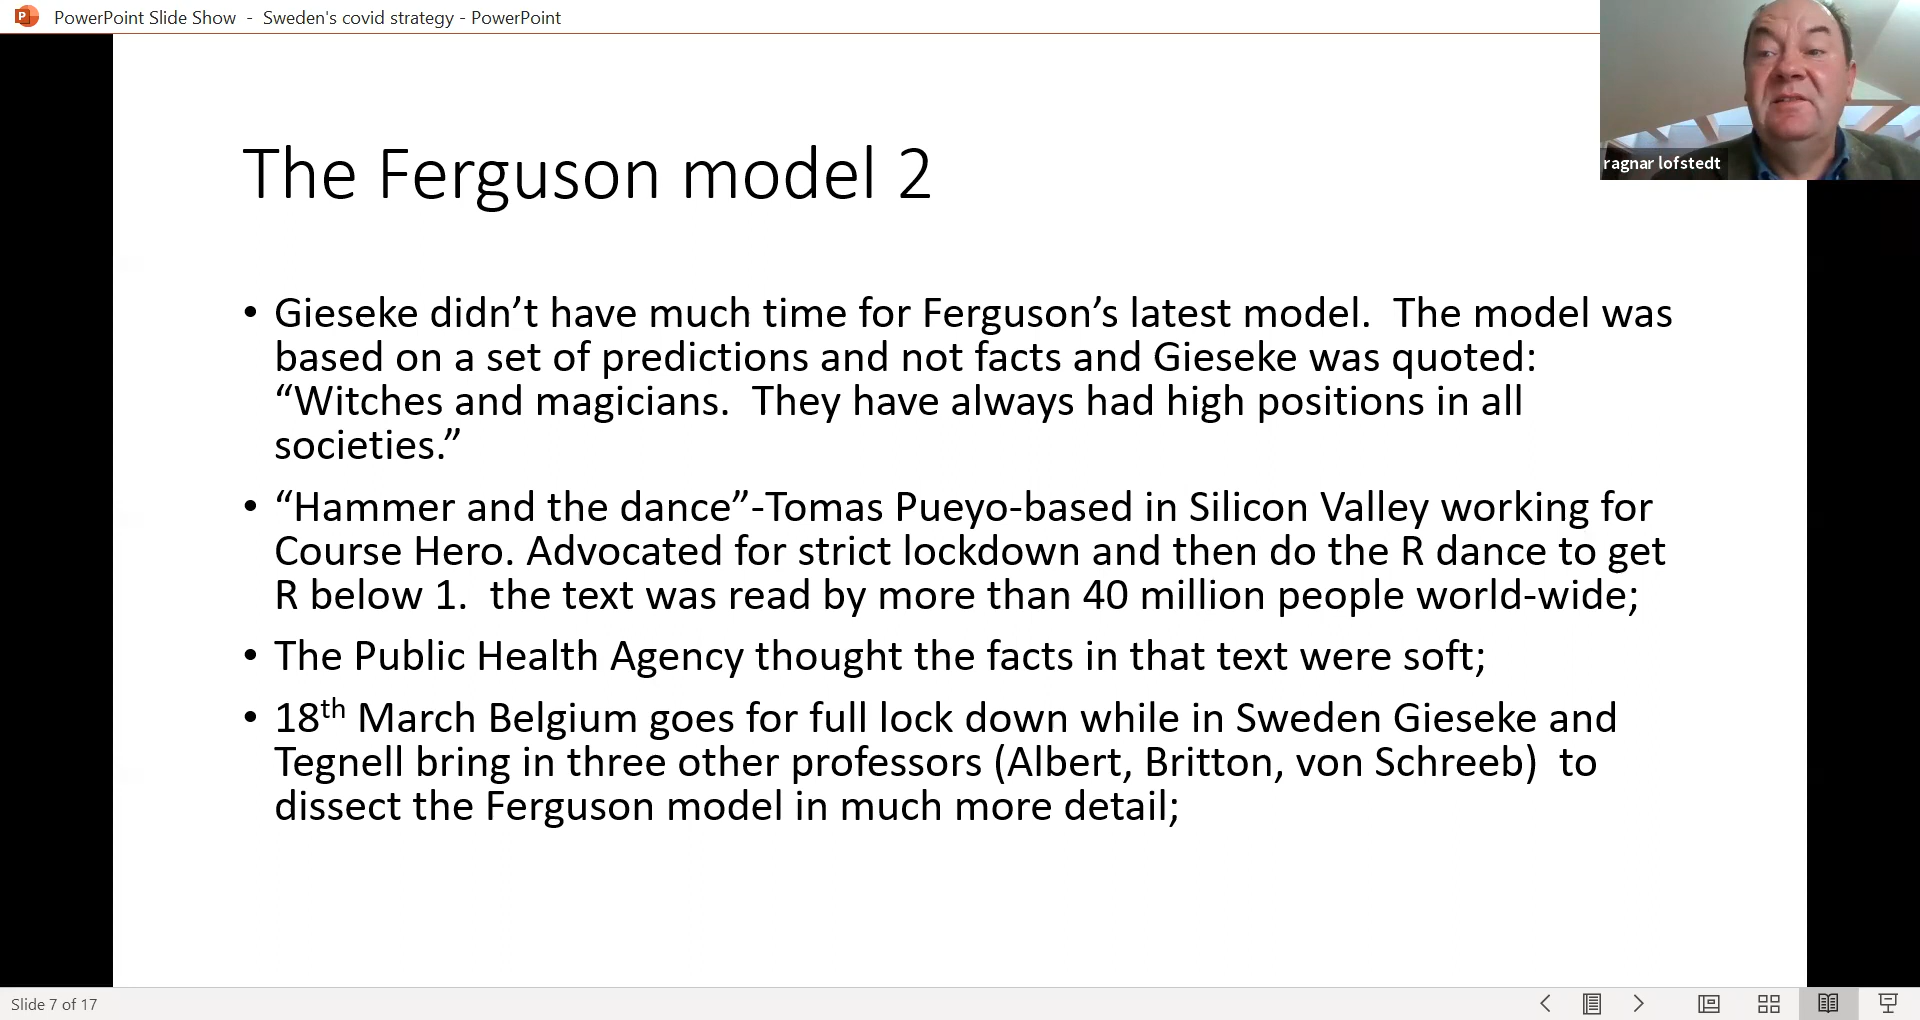 PowerPoint Slide Show - Sweden's covid strategy - PowerPoint
ragnar lofstedt
The Ferguson model 2
• Gieseke didn’t have much time for Ferguson’s latest model.  The model was
based on a set of predictions and not facts and Gieseke was quoted:
“Witches and magicians.  They have always had high positions in all
societies.”
• “Hammer and the dance”-Tomas Pueyo-based in Silicon Valley working for
Course Hero. Advocated for strict lockdown and then do the R dance to get
R below 1.  the text was read by more than 40 million people world-wide;
• The Public Health Agency thought the facts in that text were soft;
• 18th March Belgium goes for full lock down while in Sweden Gieseke and
Tegnell bring in three other professors (Albert, Britton, von Schreeb)  to
dissect the Ferguson model in much more detail;
Slide 7 of 17